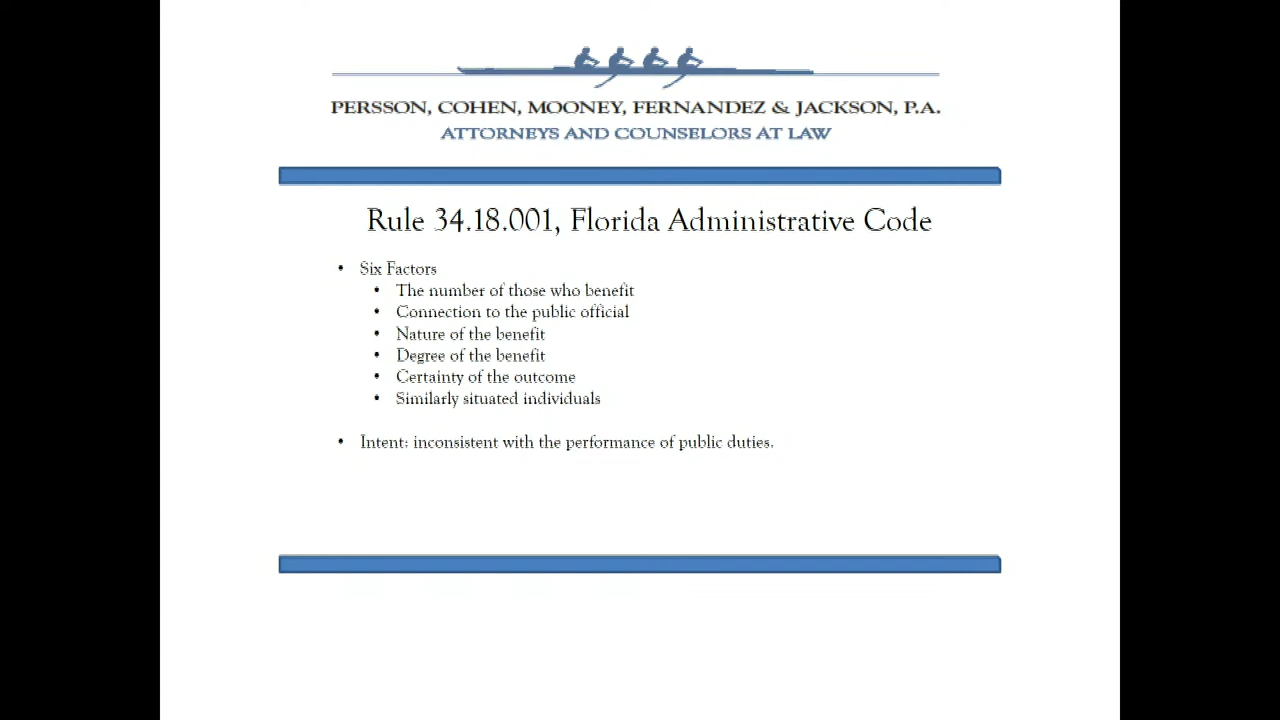 PERSSON, COHEN, MOONEY, FERNANDEZ & JACKSON, P.A.
ATTORNEYS AND COUNSELORS AT LAW
Rule 34.18.001, Florida Administrative Code
• Six Factors
• The number of those who benefit
• Connection to the public official
• Nature of the benefit
• Degree of the benefit
• Certainty of the outcome
• Similarly situated individuals
• Intent: inconsistent with the performance of public duties.